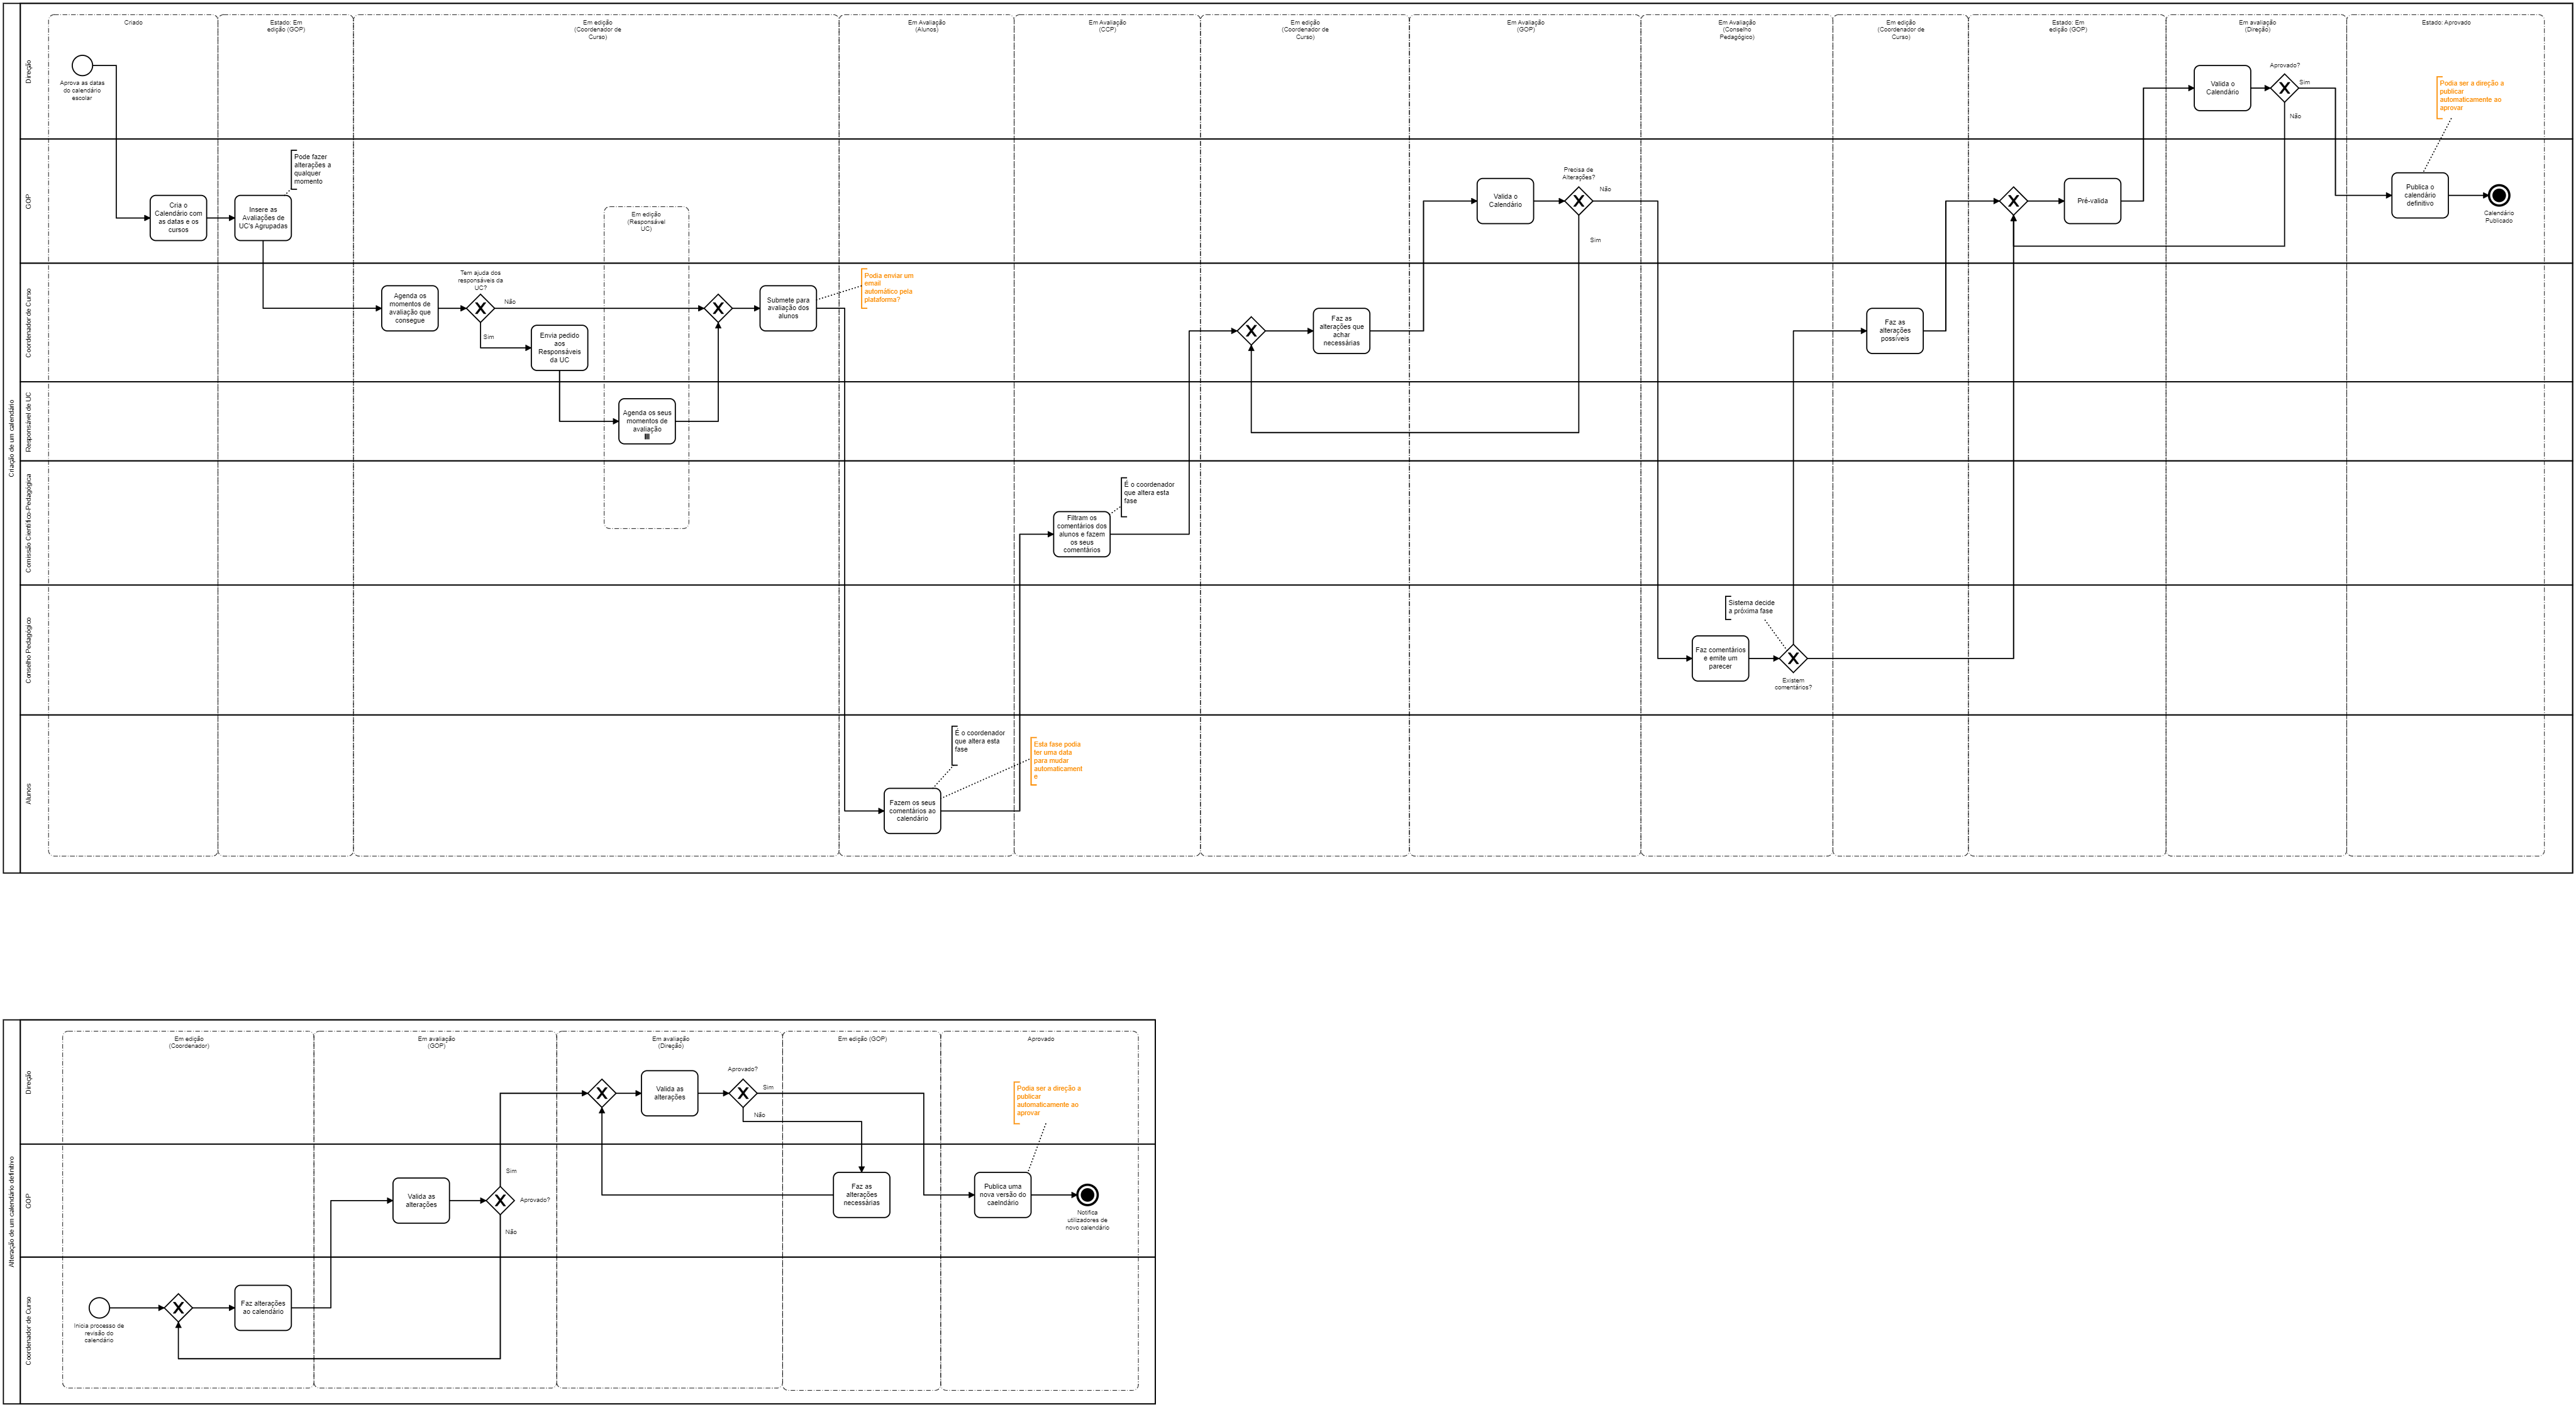 Criação de um calendário
Direção
GOP
Coordenador de Curso
Responsável de UC
Comissão Científico-Pedagógica
Conselho Pedagógico
Alunos
Criado
Estado: Em
edição (GOP)
Em edição
(Coordenador de
Curso)
Em Avaliação
(Alunos)
Em Avaliação
(CCP)
Em edição
(Coordenador de
Curso)
Em Avaliação
(GOP)
Em Avaliação
(Conselho
Pedagógico)
Em edição
(Coordenador de
Curso)
Estado: Em
edição (GOP)
Em avaliação
(Direção)
Estado: Aprovado
Aprova as datas
do calendário
escolar
Cria o
Calendário com
as datas e os
cursos
Insere as
Avaliações de
UC's Agrupadas
Pode fazer
alterações a
qualquer
momento
Agenda os
momentos de
avaliação que
consegue
Tem ajuda dos
responsáveis da
UC?
Não
Sim
Envia pedido
aos
Responsáveis
da UC
Em edição
(Responsável
UC)
Agenda os seus
momentos de
avaliação
Submete para
avaliação dos
alunos
Podia enviar um
email
automático pela
plataforma?
Fazem os seus
comentários ao
calendário
É o coordenador
que altera esta
fase
Esta fase podia
ter uma data
para mudar
automaticament
e
Filtram os
comentários dos
alunos e fazem
os seus
comentários
É o coordenador
que altera esta
fase
Faz as
alterações que
achar
necessárias
Valida o
Calendário
Precisa de
Alterações?
Não
Sim
Faz comentários
e emite um
parecer
Sistema decide
a próxima fase
Existem
comentários?
Faz as
alterações
possíveis
Pré-valida
Valida o
Calendário
Aprovado?
Sim
Não
Podia ser a direção a
publicar
automaticamente ao
aprovar
Publica o
calendário
definitivo
Calendário
Publicado
Alteração de um calendário definitivo
Direção
GOP
Coordenador de Curso
Em edição
(Coordenador)
Em avaliação
(GOP)
Em avaliação
(Direção)
Em edição (GOP)
Aprovado
Inicia processo de
revisão do
calendário
Faz alterações
ao calendário
Valida as
alterações
Sim
Aprovado?
Não
Valida as
alterações
Aprovado?
Sim
Não
Faz as
alterações
necessárias
Podia ser a direção a
publicar
automaticamente ao
aprovar
Publica uma
nova versão do
caelndário
Notifica
utilizadores de
novo calendário